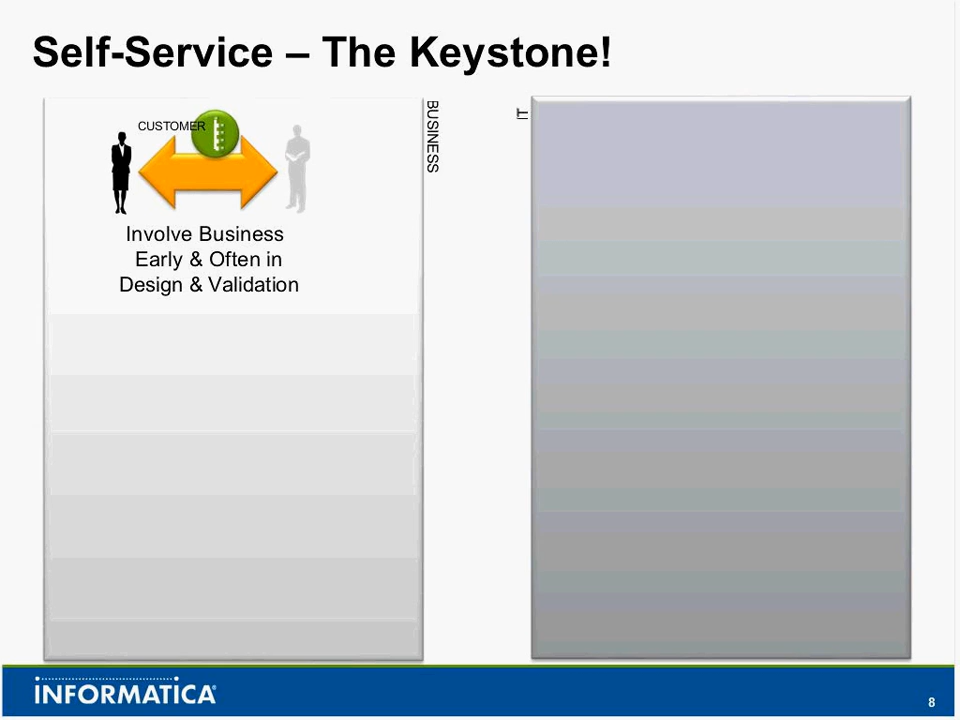 Self-Service – The Keystone!
CUSTOMER
BUSINESS
IT
Involve Business
Early & Often in
Design & Validation
INFORMATICA
8